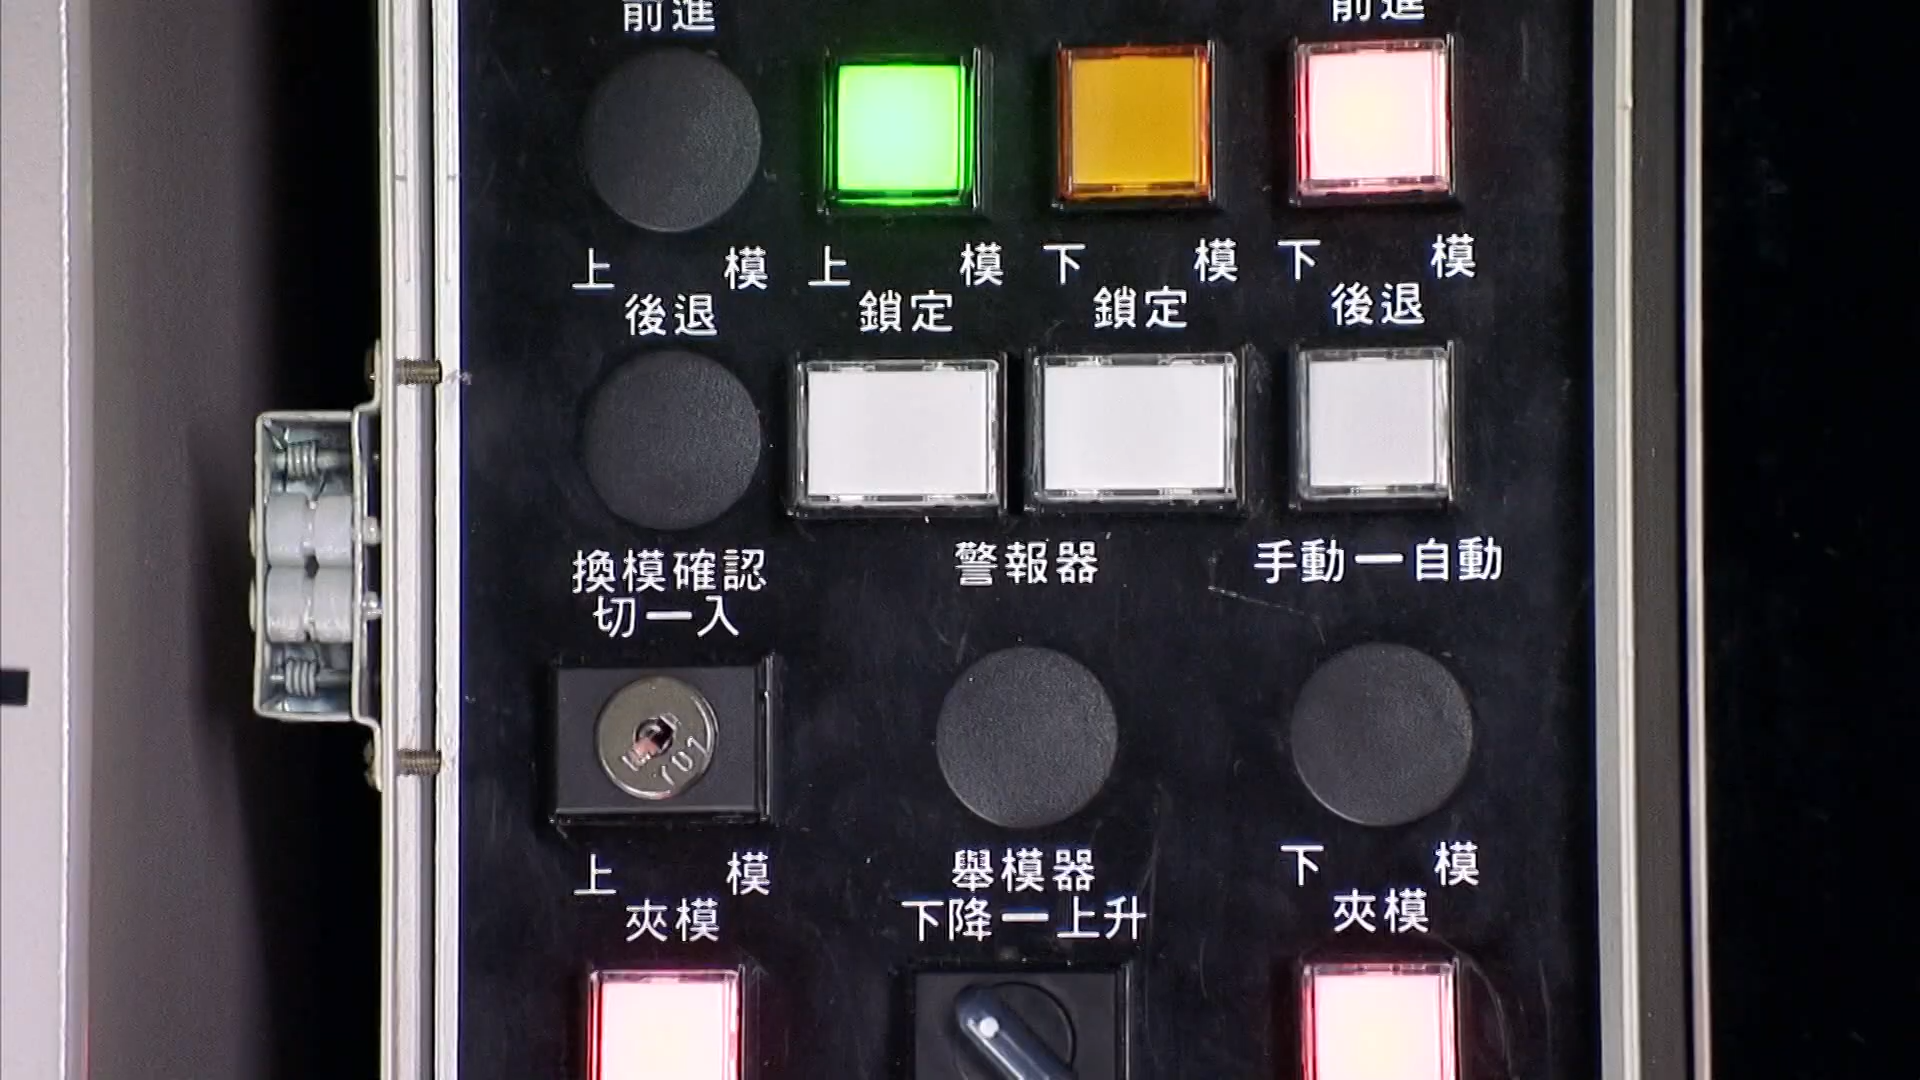 前進
前進
上 模
後退
上 模
鎖定
下 模
鎖定
下 模
後退
換模確認
切一入
警報器
手動一自動
上 模
夾模
舉模器
下降一上升
下 模
夾模